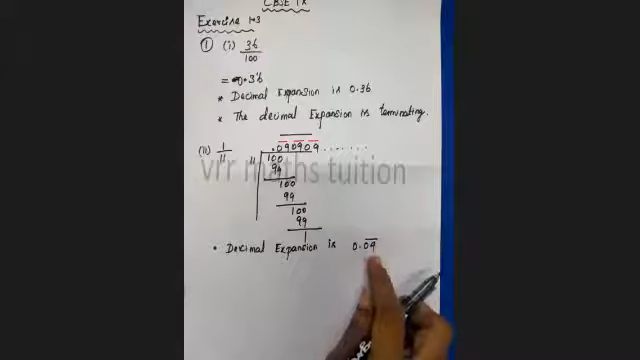 CBSE IX
Exercise 1.3
① (i) 36/100
= 0.36
* Decimal Expansion is 0.36
* The decimal Expansion is terminating.
(ii) 1/11
.090909.......
11 100
99
100
99
100
99
1
vrr maths tuition
• Decimal Expansion is 0.0̅9̅